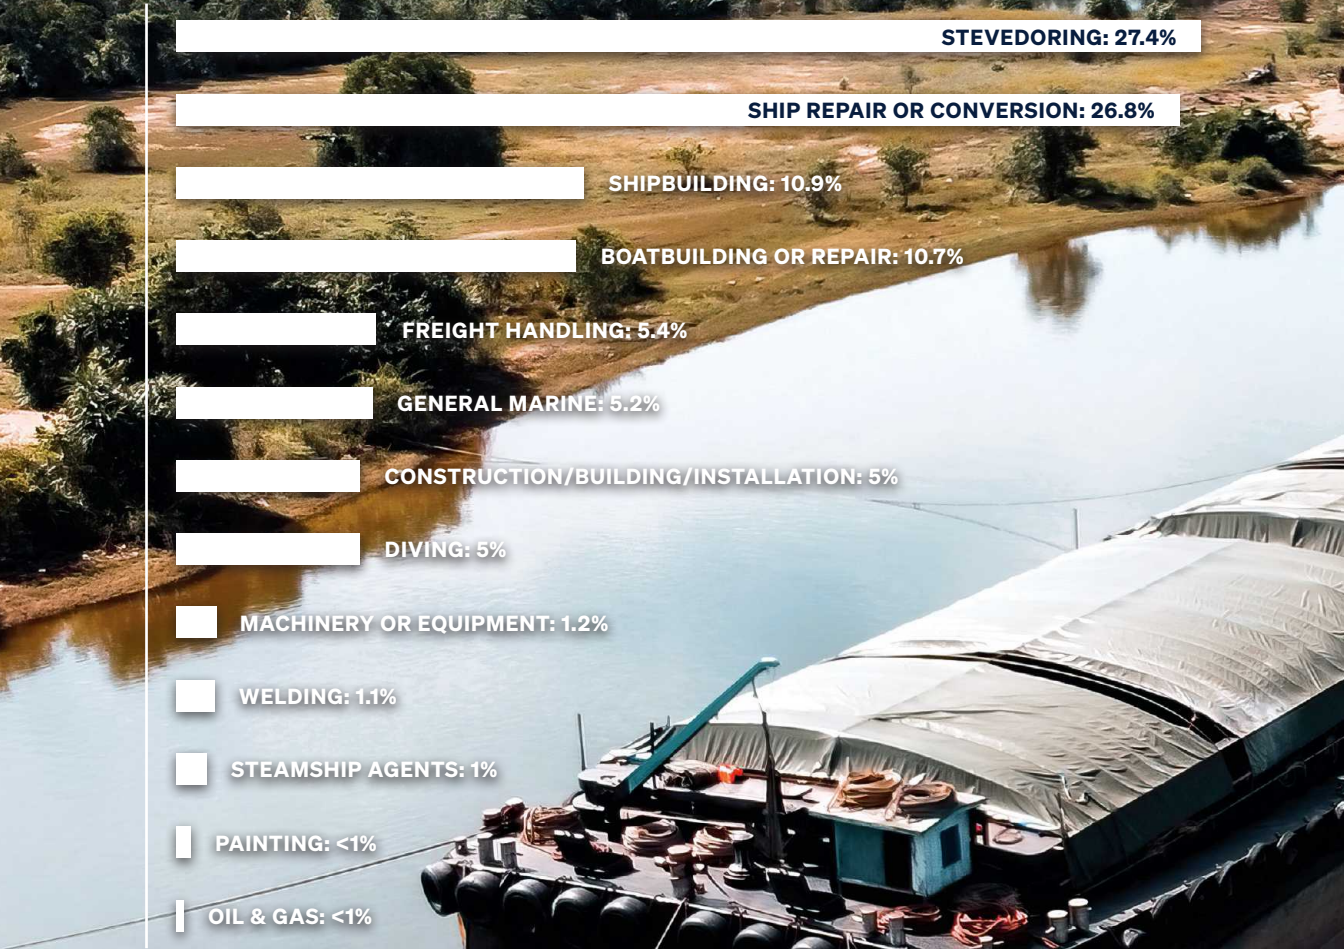 STEVEDORING: 27.4%
SHIP REPAIR OR CONVERSION: 26.8%
SHIPBUILDING: 10.9%
BOATBUILDING OR REPAIR: 10.7%
FREIGHT HANDLING: 5.4%
GENERAL MARINE: 5.2%
CONSTRUCTION/BUILDING/INSTALLATION: 5%
DIVING: 5%
MACHINERY OR EQUIPMENT: 1.2%
WELDING: 1.1%
STEAMSHIP AGENTS: 1%
PAINTING: <1%
OIL & GAS: <1%